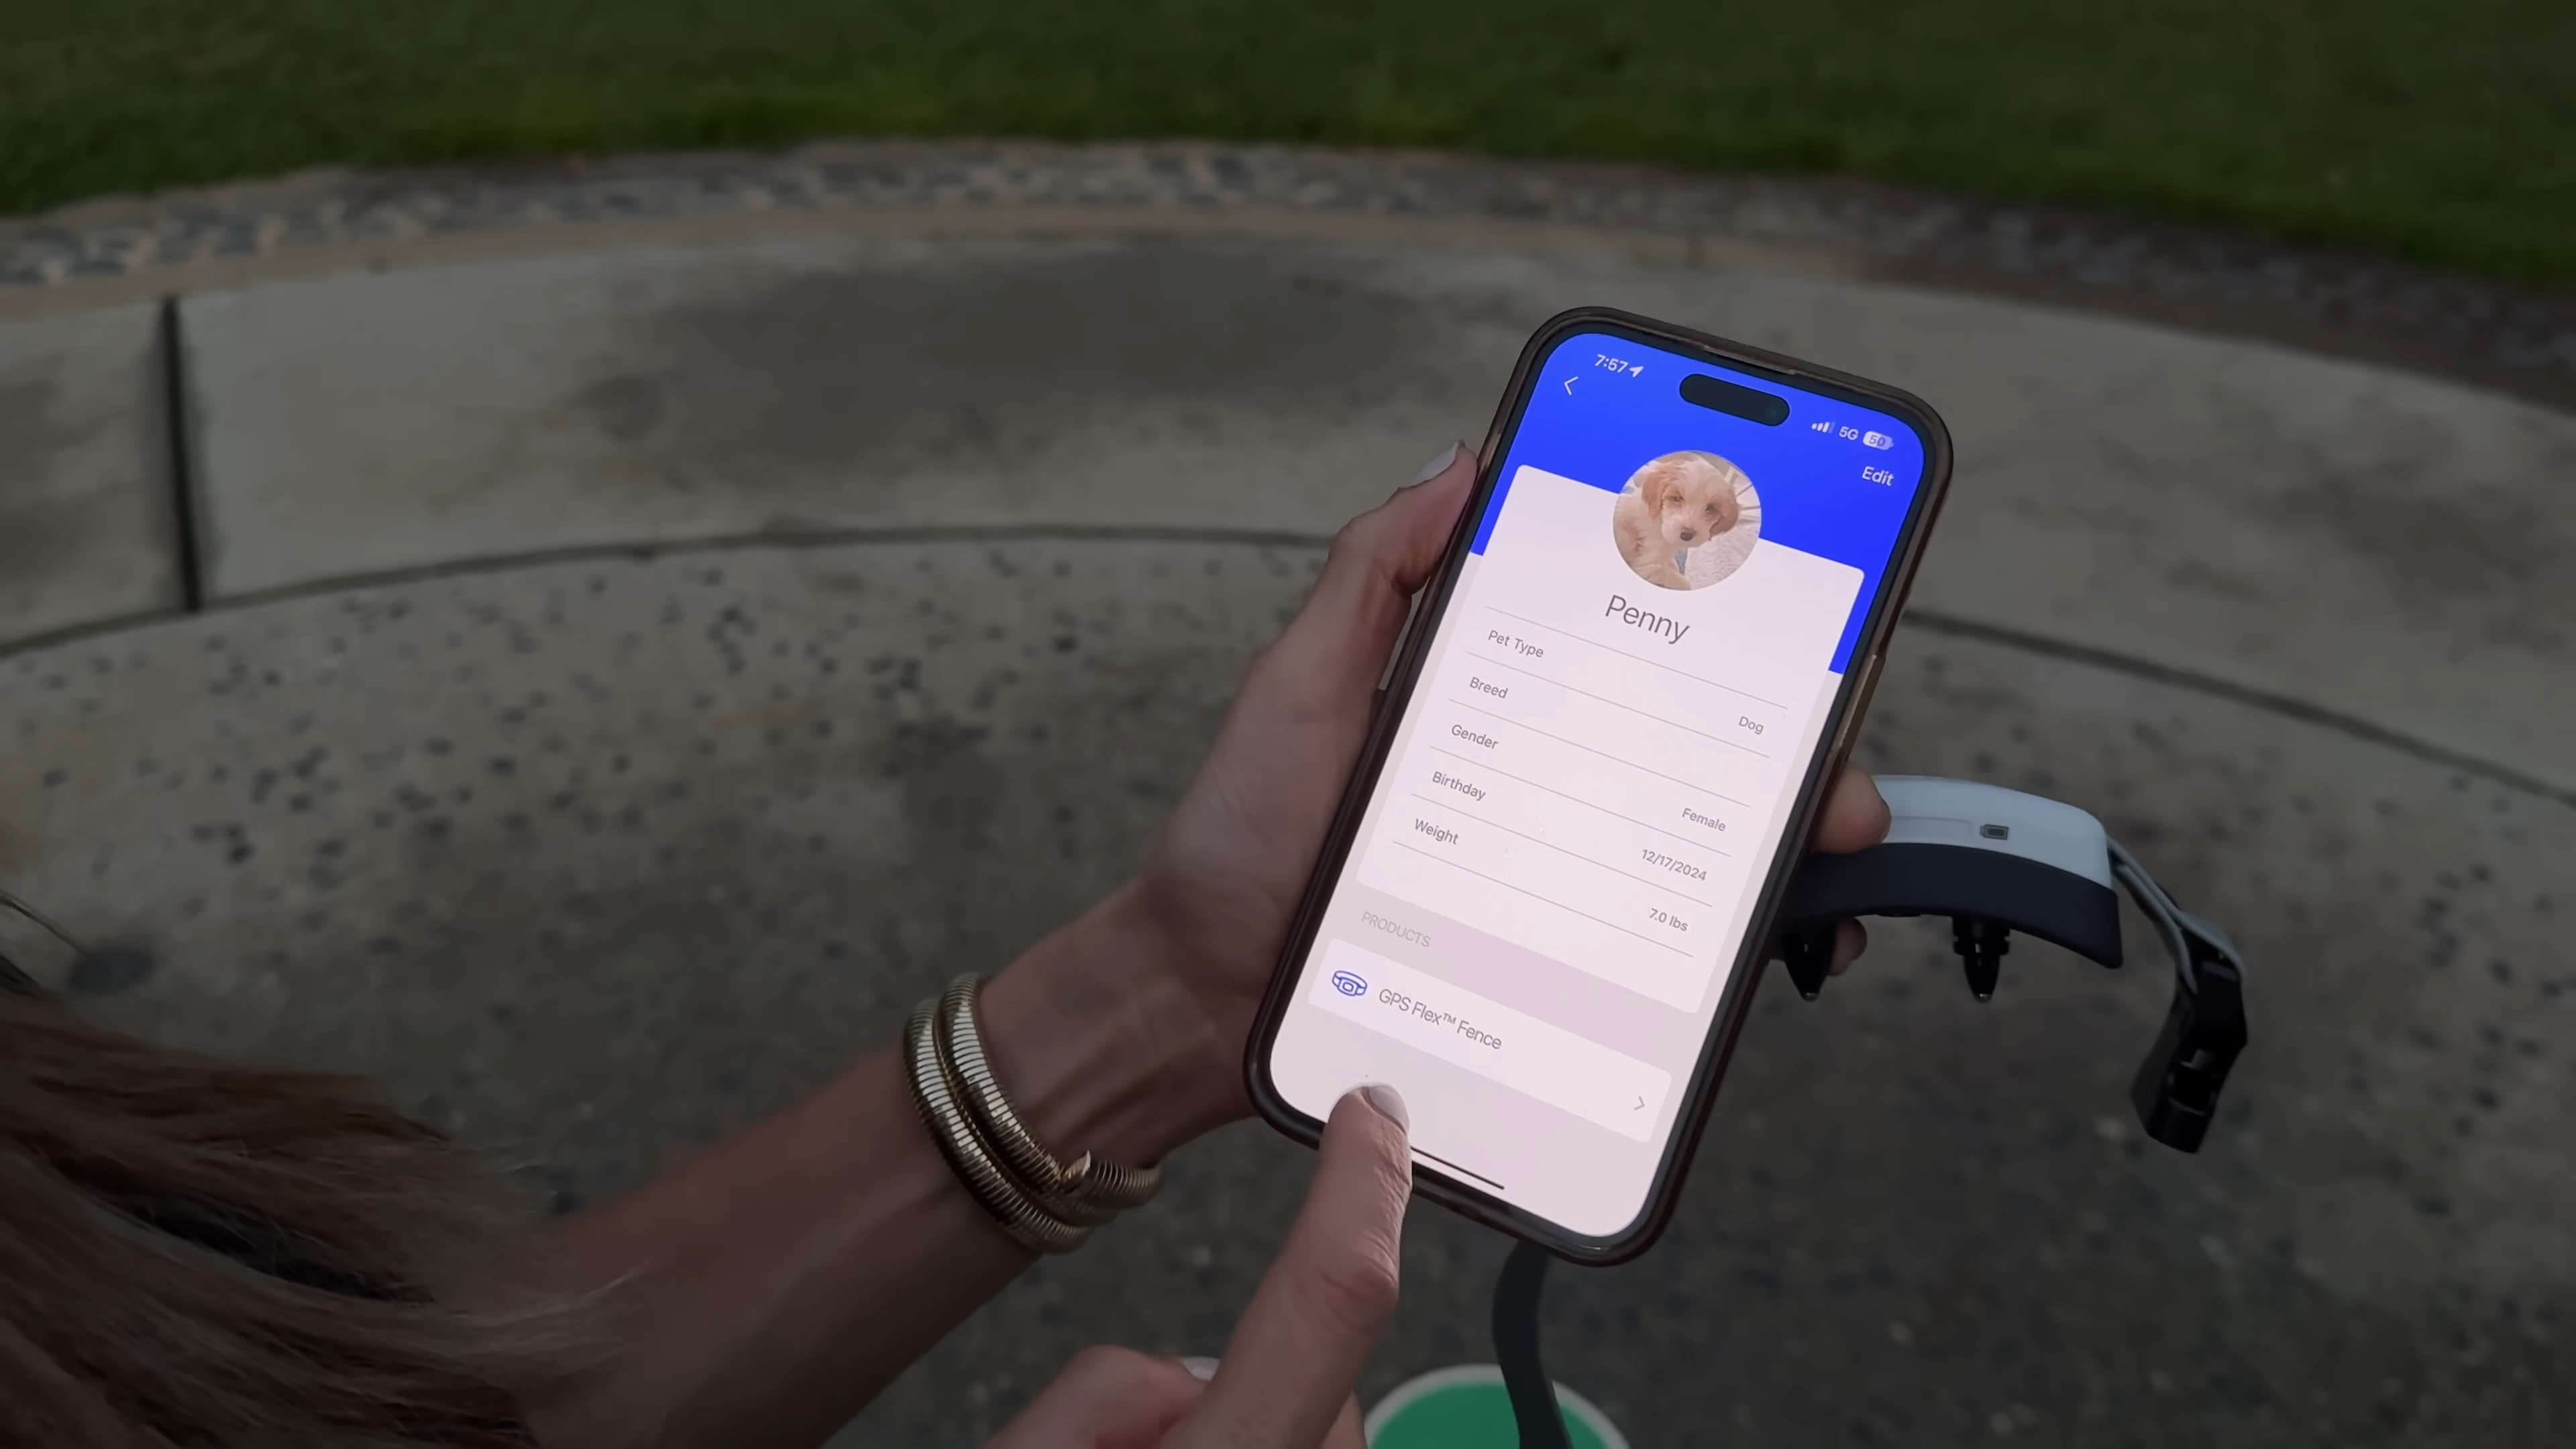 7:57
5G 50
Edit
Penny
Pet Type
Dog
Breed
Gender
Female
Birthday
12/17/2024
Weight
7.0 lbs
PRODUCTS
GPS Flex™ Fence